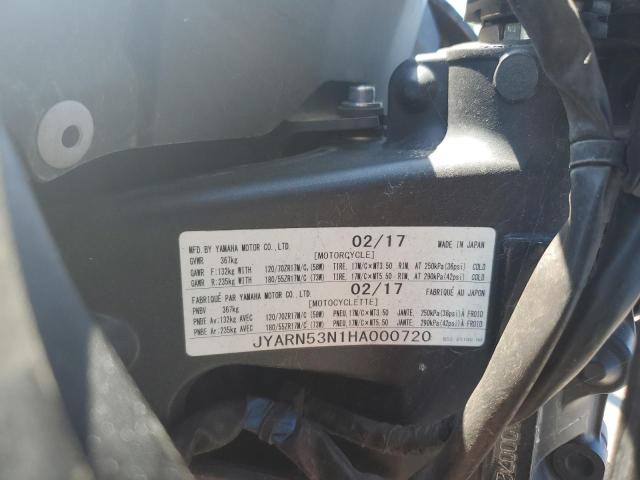 MFD. BY YAMAHA MOTOR CO., LTD. 02/17 MADE IN JAPAN
GVWR 367kg [MOTORCYCLE]
GAWR F:132kg WITH 120/70ZR17M/C (58W) TIRE, 17M/C×MT3.50 RIM, AT 250kPa(36psi) COLD
GAWR R:235kg WITH 180/55ZR17M/C (73W) TIRE, 17M/C×MT5.50 RIM, AT 290kPa(42psi) COLD
FABRIQUÉ PAR YAMAHA MOTOR CO., LTD. 02/17 FABRIQUÉ AU JAPON
PNBV 367kg [MOTOCYCLETTE]
PNBE Av:132kg AVEC 120/70ZR17M/C (58W) PNEU, 17M/C×MT3.50 JANTE, 250kPa(36psi) À FROID
PNBE Ar:235kg AVEC 180/55ZR17M/C (73W) PNEU, 17M/C×MT5.50 JANTE, 290kPa(42psi) À FROID
JYARN53N1HA000720